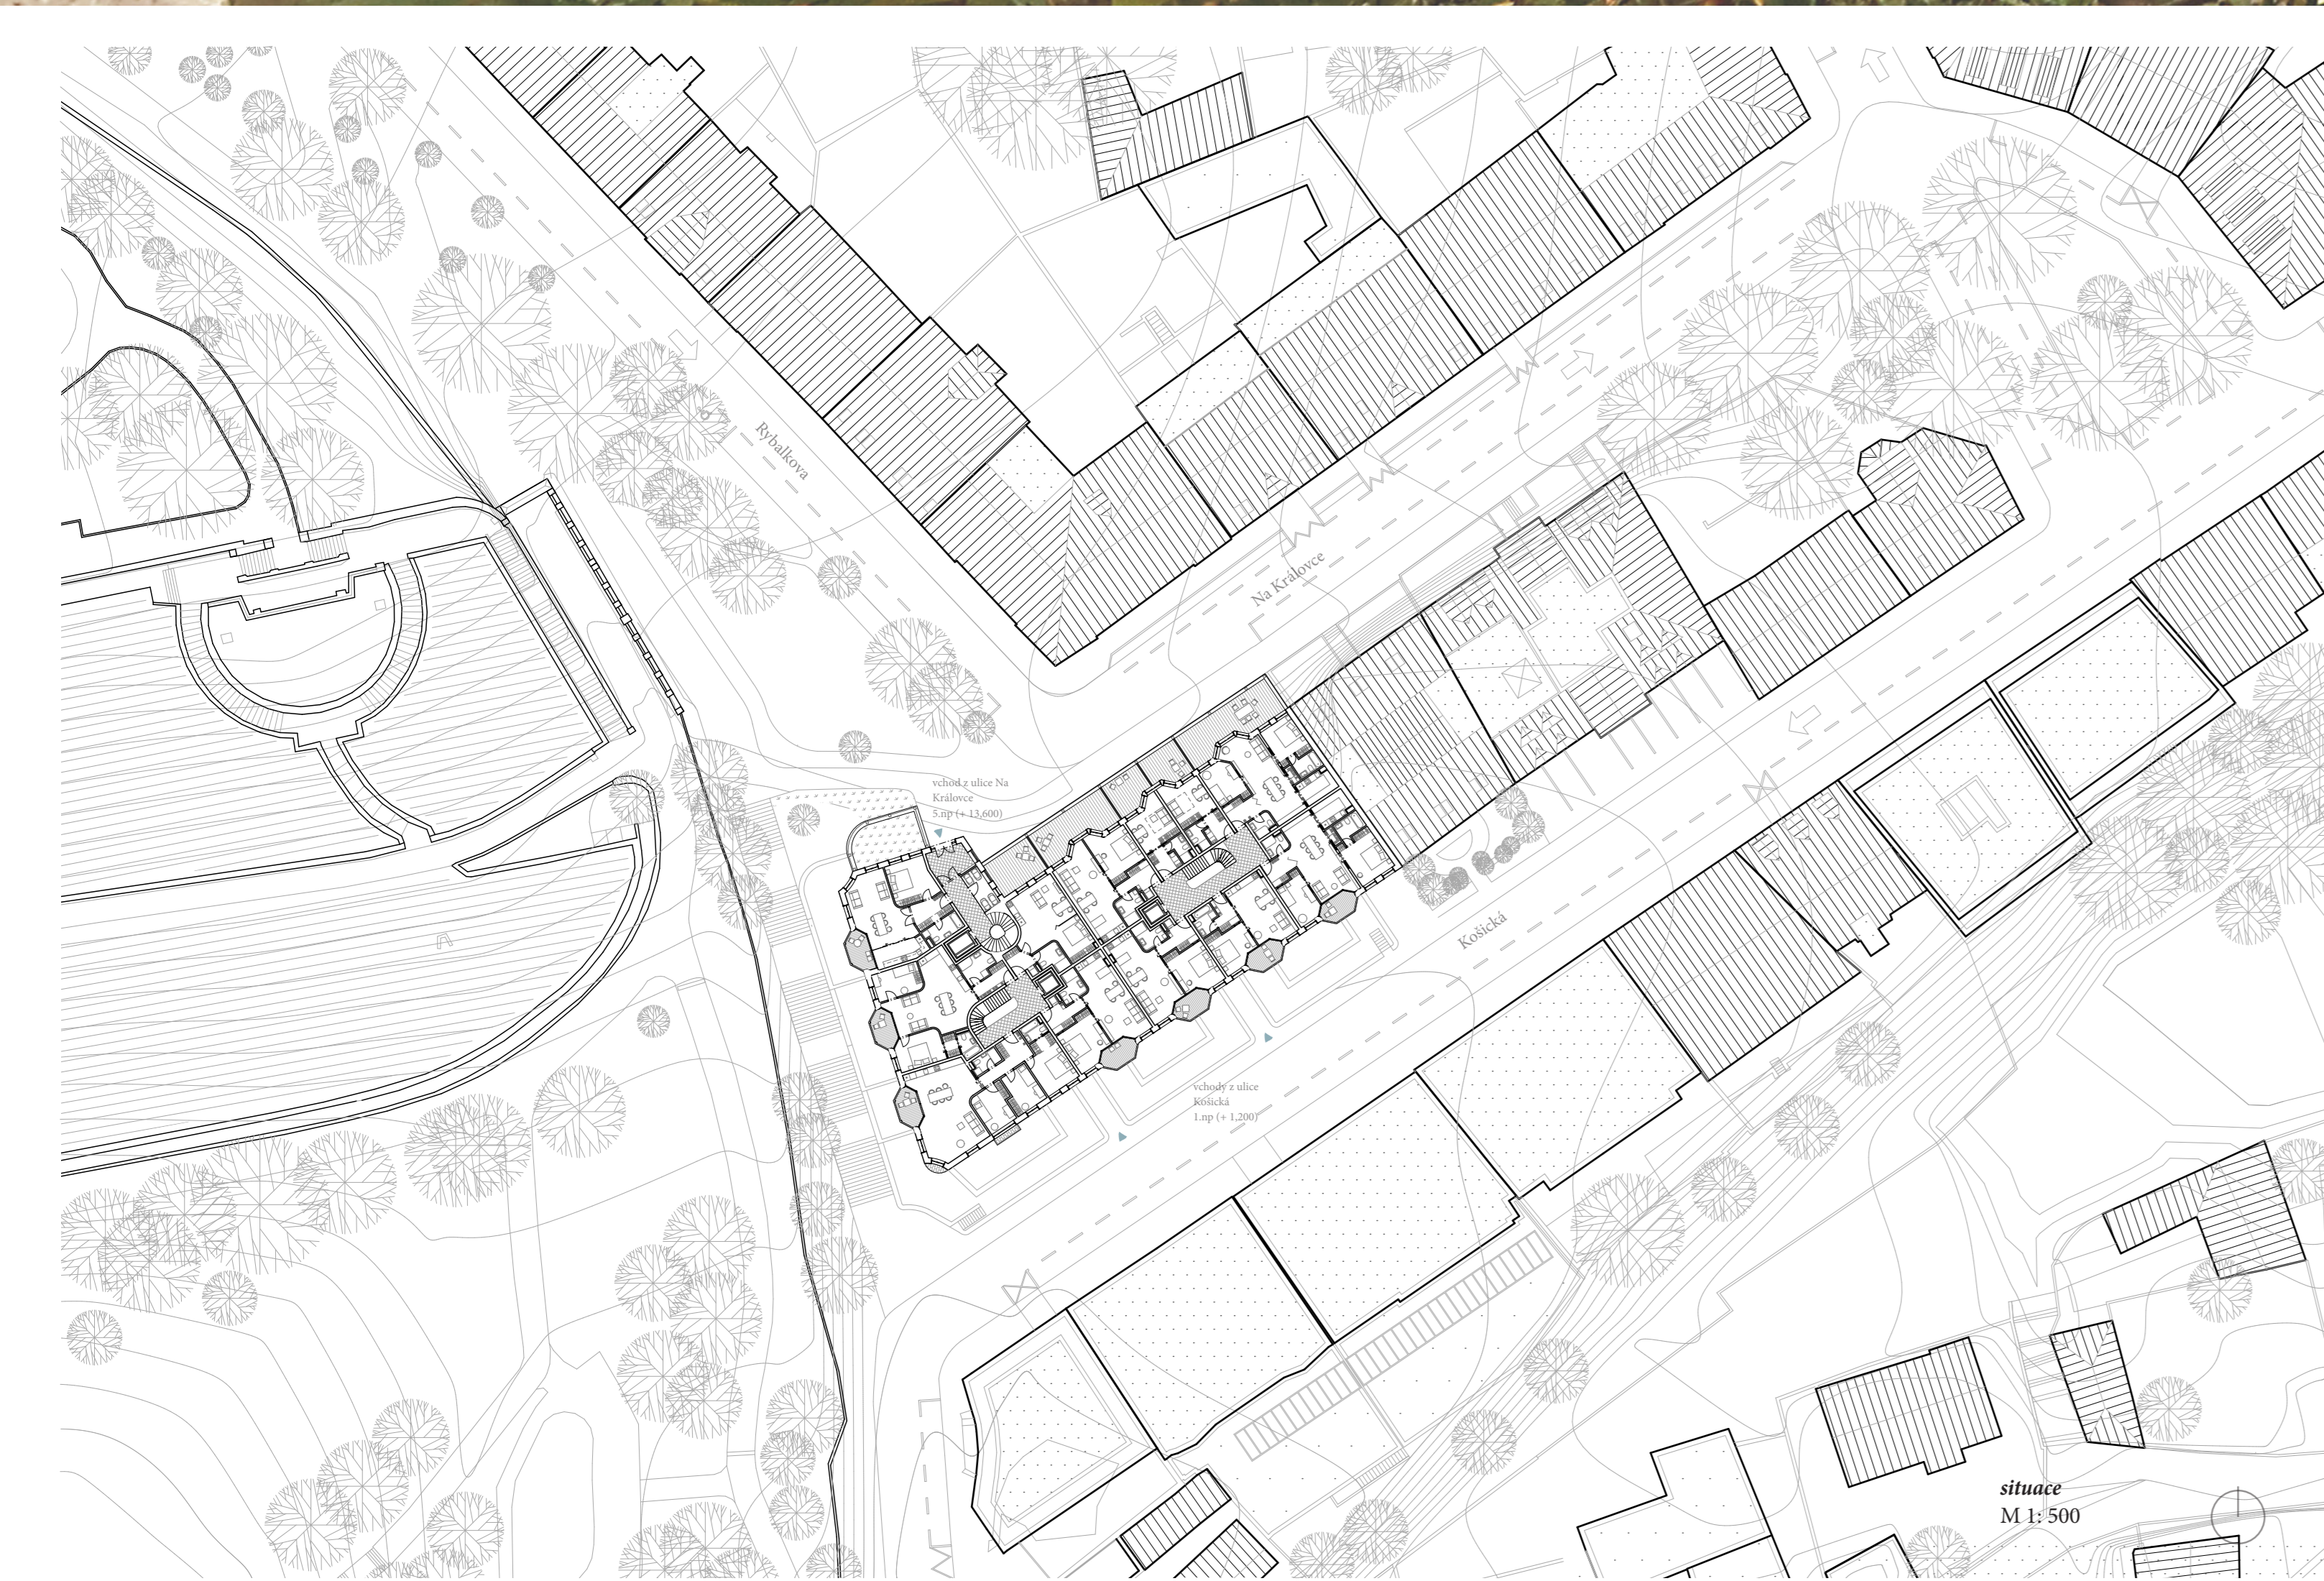 Rybalkova
Na Královce
vchod z ulice Na
Královce
5.np (+ 13,600)
Košická
vchody z ulice
Košická
1.np (+ 1,200)
situace
M 1: 500